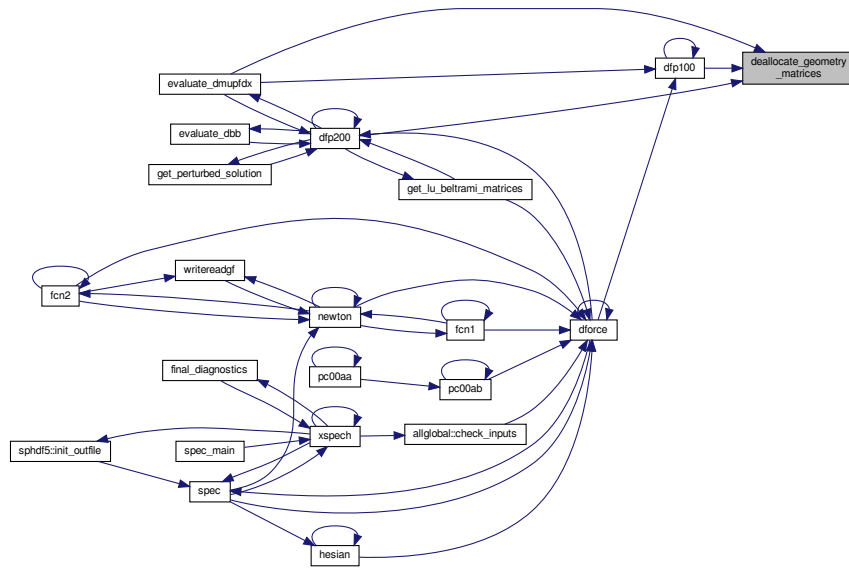 deallocate_geometry
_matrices
dfp100
evaluate_dmupfdx
evaluate_dbb
dfp200
get_perturbed_solution
get_lu_beltrami_matrices
writereadgf
fcn2
newton
fcn1
dforce
final_diagnostics
pc00aa
pc00ab
xspech
allglobal::check_inputs
sphdf5::init_outfile
spec_main
spec
hesian